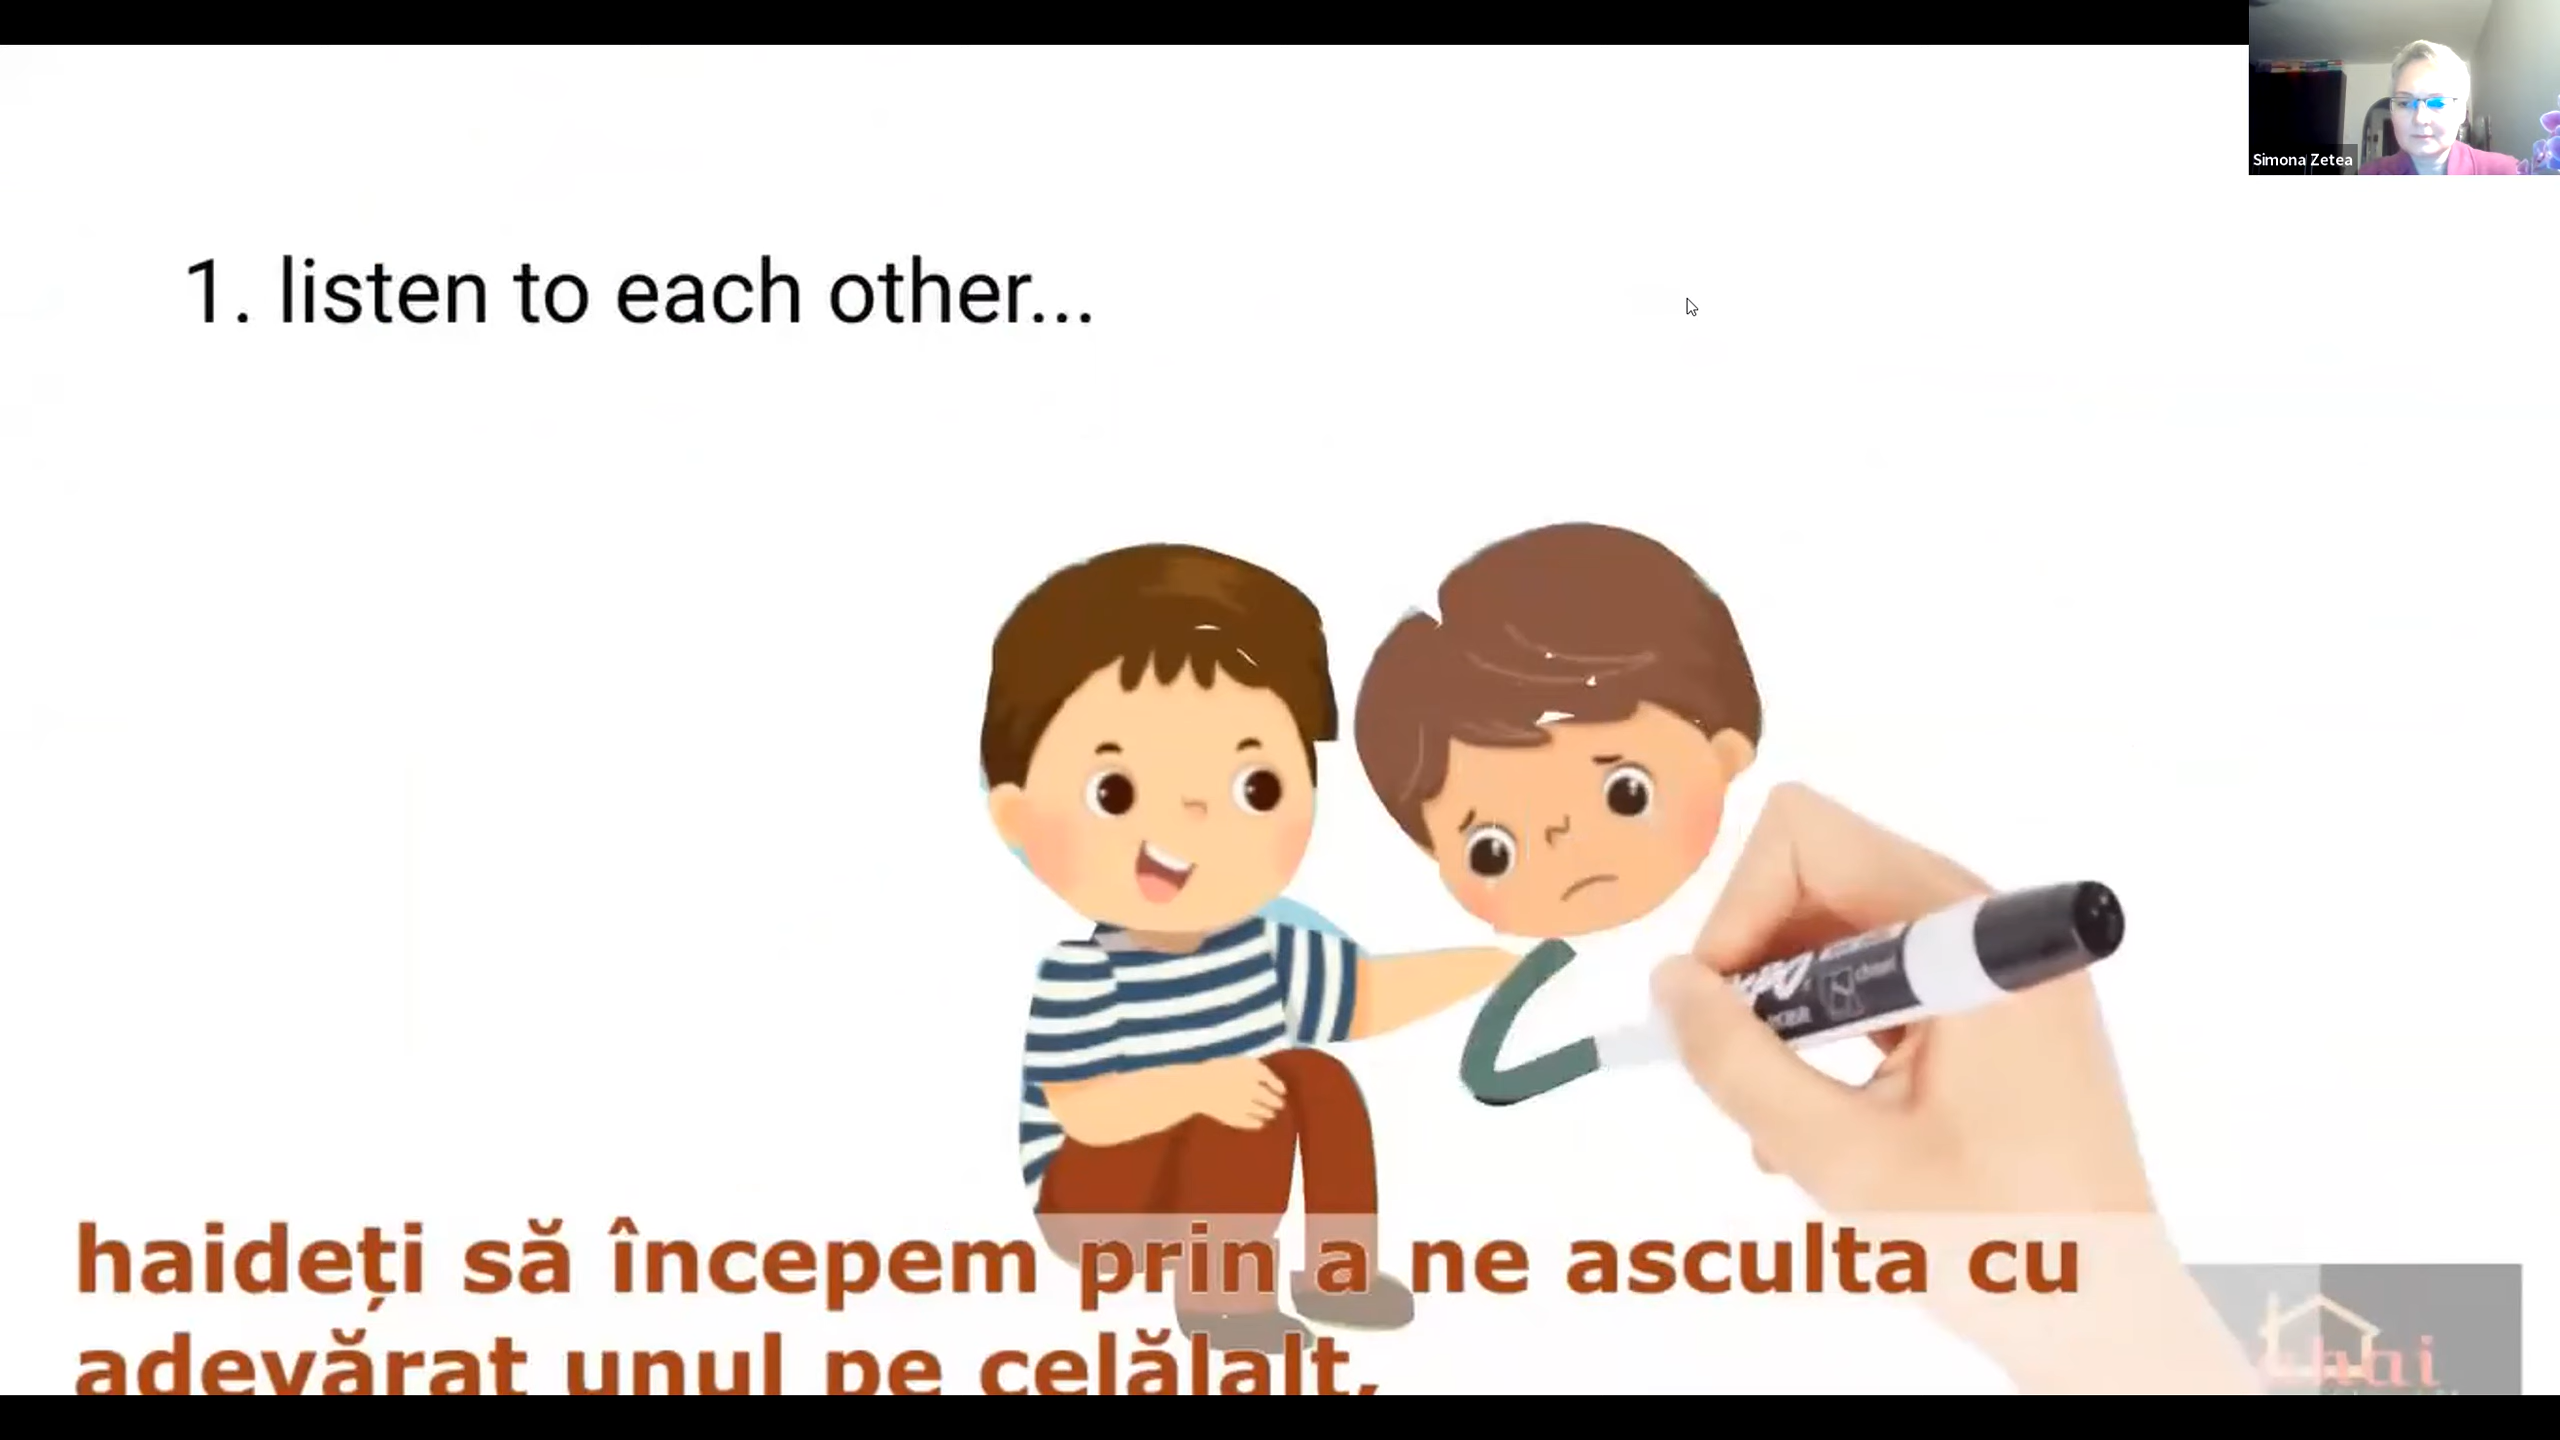 Simona Zetea
1. listen to each other...
haideți să începem prin a ne asculta cu
adevărat unul pe celălalt,